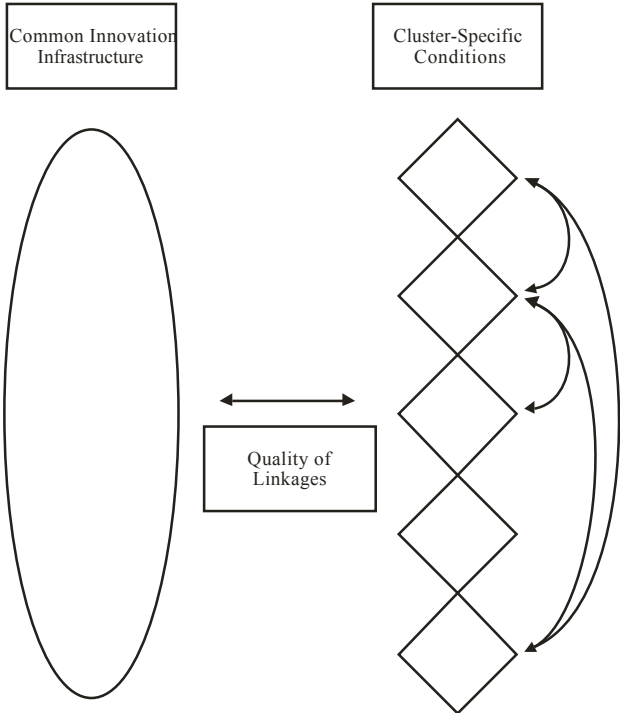 Common Innovation
Infrastructure
Cluster-Specific
Conditions
Quality of
Linkages